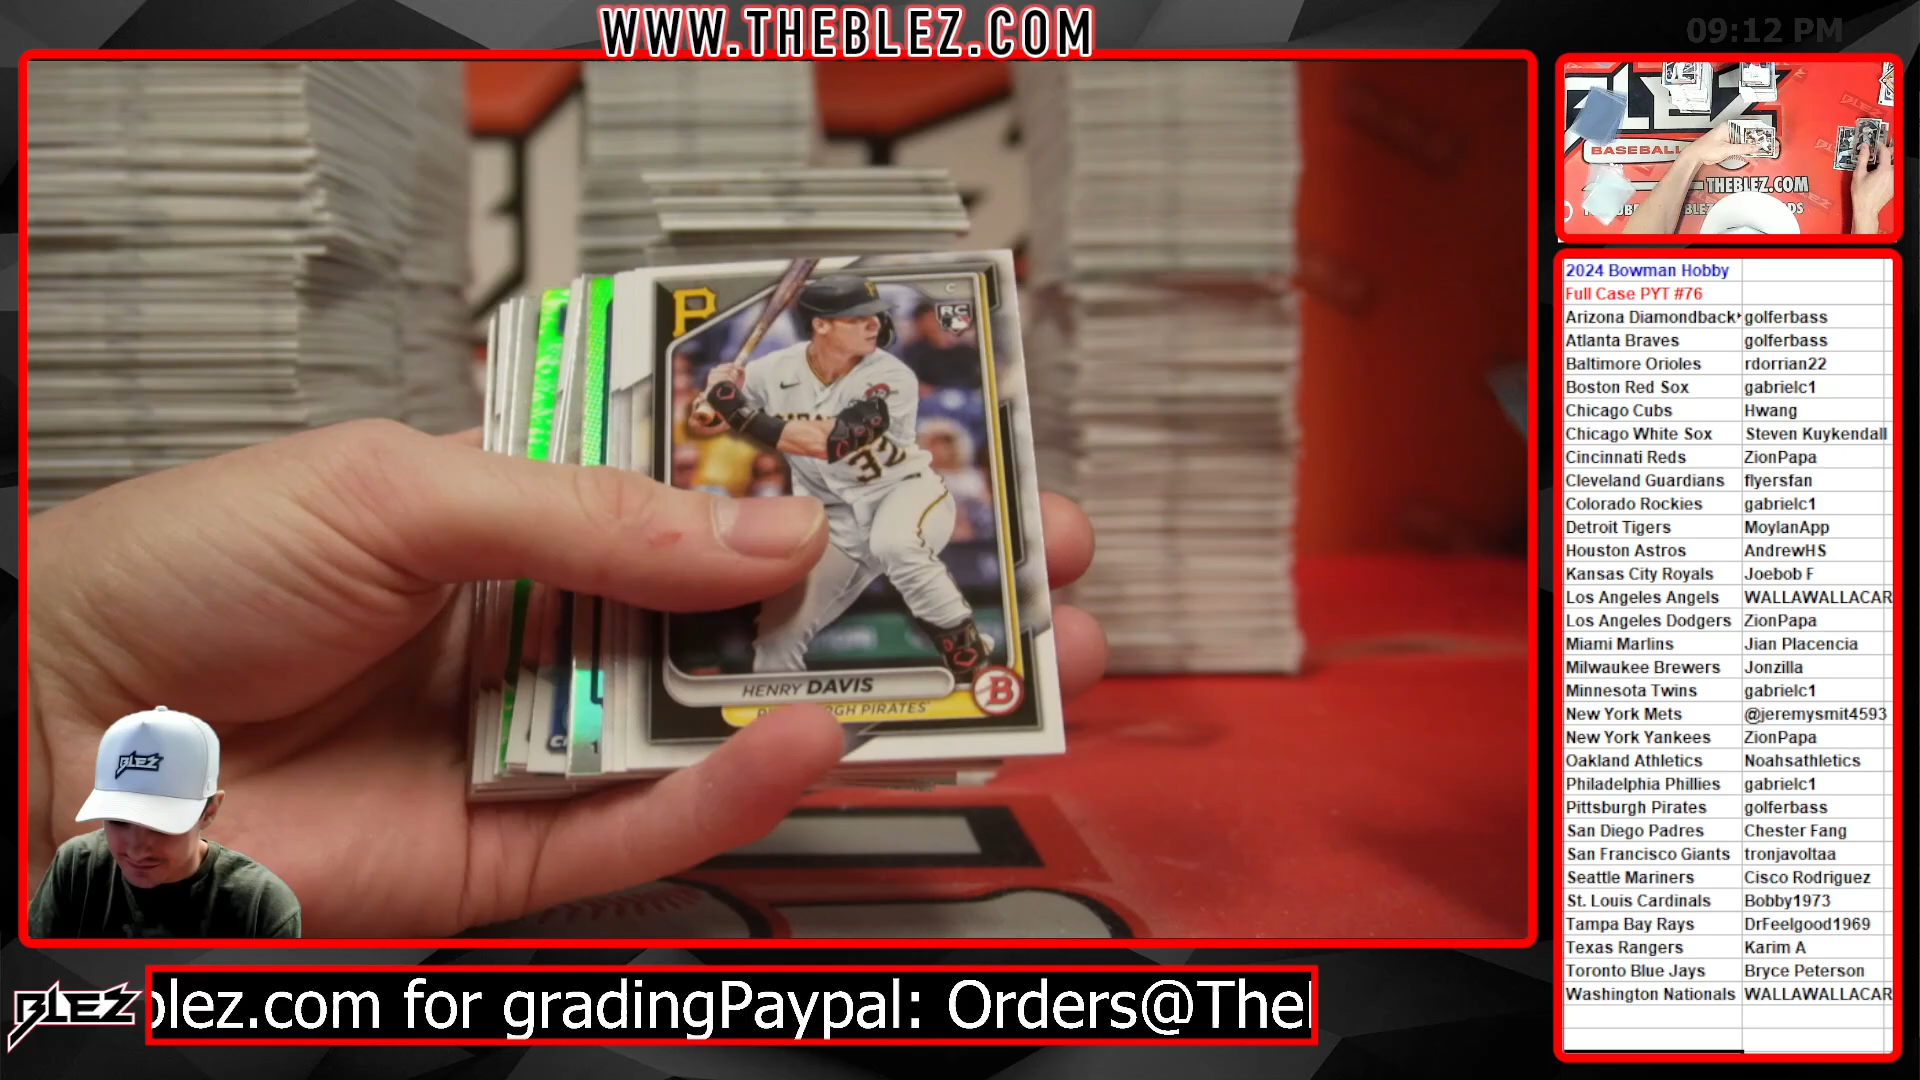 WWW.THEBLEZ.COM
09:12 PM
BASEBALL
THEBLEZ.COM
C
RC
32
HENRY DAVIS
PIRATES
B
BLEZ
2024 Bowman Hobby
Full Case PYT #76
Arizona Diamondback golferbass
Atlanta Braves golferbass
Baltimore Orioles rdorrian22
Boston Red Sox gabrielc1
Chicago Cubs Hwang
Chicago White Sox Steven Kuykendall
Cincinnati Reds ZionPapa
Cleveland Guardians flyersfan
Colorado Rockies gabrielc1
Detroit Tigers MoylanApp
Houston Astros AndrewHS
Kansas City Royals Joebob F
Los Angeles Angels WALLAWALLACAR
Los Angeles Dodgers ZionPapa
Miami Marlins Jian Placencia
Milwaukee Brewers Jonzilla
Minnesota Twins gabrielc1
New York Mets @jeremysmit4593
New York Yankees ZionPapa
Oakland Athletics Noahsathletics
Philadelphia Phillies gabrielc1
Pittsburgh Pirates golferbass
San Diego Padres Chester Fang
San Francisco Giants tronjavoltaa
Seattle Mariners Cisco Rodriguez
St. Louis Cardinals Bobby1973
Tampa Bay Rays DrFeelgood1969
Texas Rangers Karim A
Toronto Blue Jays Bryce Peterson
Washington Nationals WALLAWALLACAR
BLEZ
blez.com for gradingPaypal: Orders@The